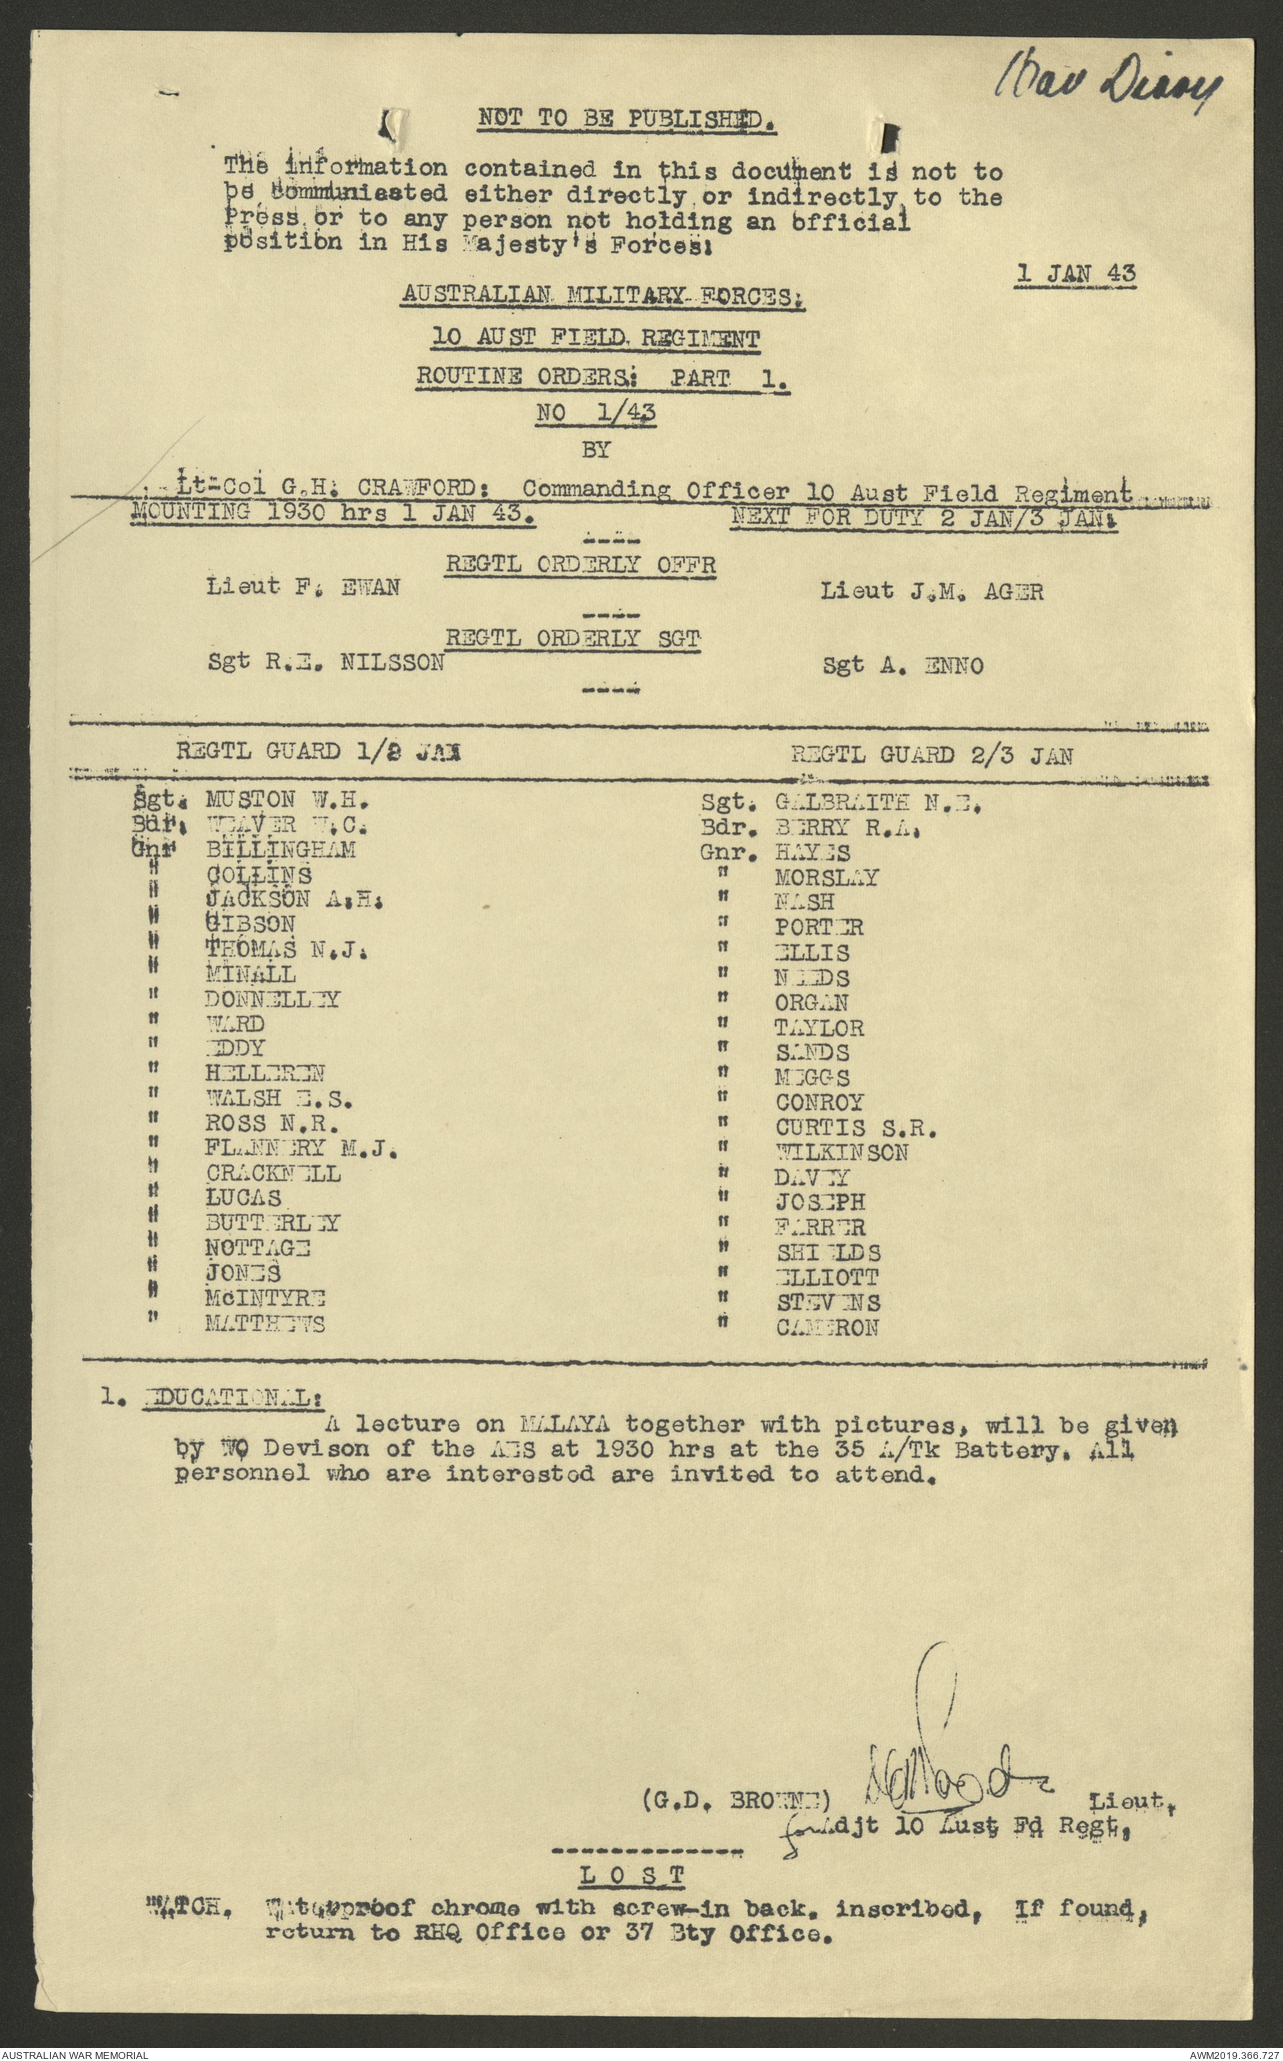 War Diary
NOT TO BE PUBLISHED.
The information contained in this document is not to
be communicated either directly or indirectly to the
Press or to any person not holding an official
position in His Majesty's Forces.
1 JAN 43
AUSTRALIAN MILITARY FORCES.
10 AUST FIELD REGIMENT
ROUTINE ORDERS: PART 1.
NO 1/43
BY
Lt-Col G.H. CRAWFORD: Commanding Officer 10 Aust Field Regiment
MOUNTING 1930 hrs 1 JAN 43. NEXT FOR DUTY 2 JAN/3 JAN.
----
REGTL ORDERLY OFFR
Lieut F. EWAN Lieut J.M. AGER
----
REGTL ORDERLY SGT
Sgt R.E. NILSSON Sgt A. ENNO
----
REGTL GUARD 1/2 JAN REGTL GUARD 2/3 JAN
Sgt. MUSTON W.H. Sgt. GALBRAITH N.E.
Bdr. WEAVER W.C. Bdr. BERRY R.A.
Gnr BILLINGHAM Gnr. HAYES
" COLLINS " MORSLAY
" JACKSON A.H. " NASH
" GIBSON " PORTER
" THOMAS N.J. " ELLIS
" MINALL " NEEDS
" DONNELLEY " ORGAN
" WARD " TAYLOR
" EDDY " SANDS
" HELLEREN " MEGGS
" WALSH E.S. " CONROY
" ROSS N.R. " CURTIS S.R.
" FLANNERY M.J. " WILKINSON
" CRACKNELL " DAVEY
" LUCAS " JOSEPH
" BUTTERLEY " FARRER
" NOTTAGE " SHIELDS
" JONES " ELLIOTT
" McINTYRE " STEVENS
" MATTHEWS " CAMERON
1. EDUCATIONAL:
A lecture on MALAYA together with pictures, will be given
by WO Devison of the AES at 1930 hrs at the 35 A/Tk Battery. All
personnel who are interested are invited to attend.
(G.D. BROWNE) Lieut,
for Adjt 10 Aust Fd Regt,
-------------
L O S T
WATCH. Waterproof chrome with screw-in back. inscribed, If found,
return to RHQ Office or 37 Bty Office.
AUSTRALIAN WAR MEMORIAL AWM2019.366.727